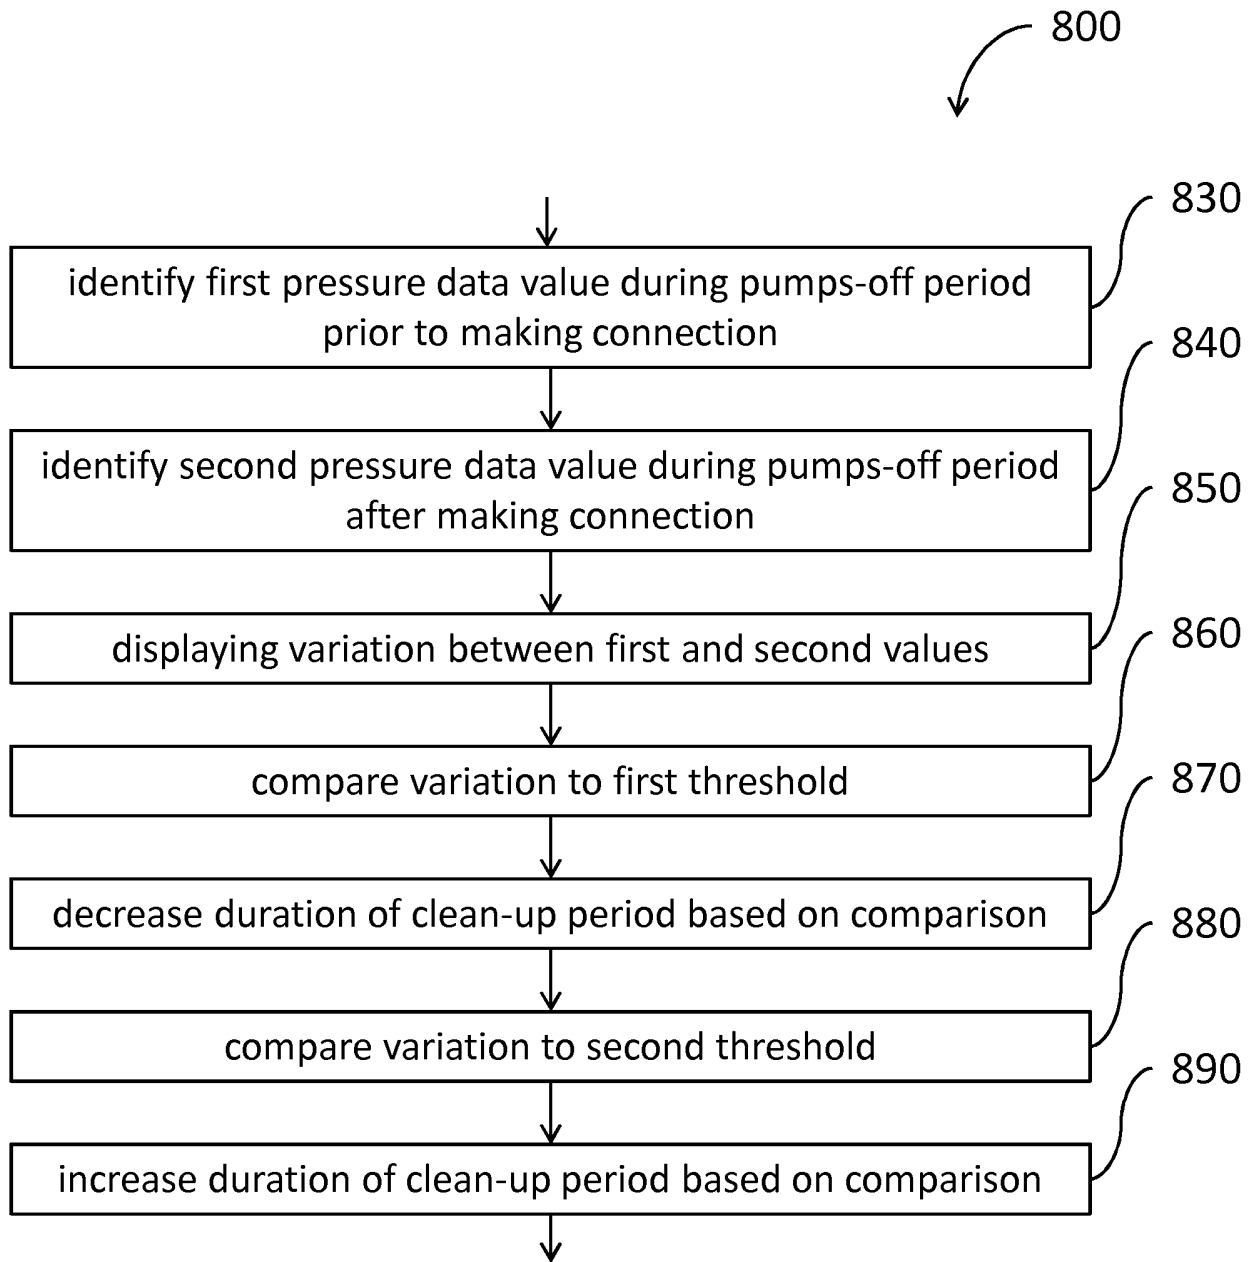 800
830
identify first pressure data value during pumps-off period
prior to making connection
840
identify second pressure data value during pumps-off period
after making connection
850
displaying variation between first and second values
860
compare variation to first threshold
870
decrease duration of clean-up period based on comparison
880
compare variation to second threshold
890
increase duration of clean-up period based on comparison